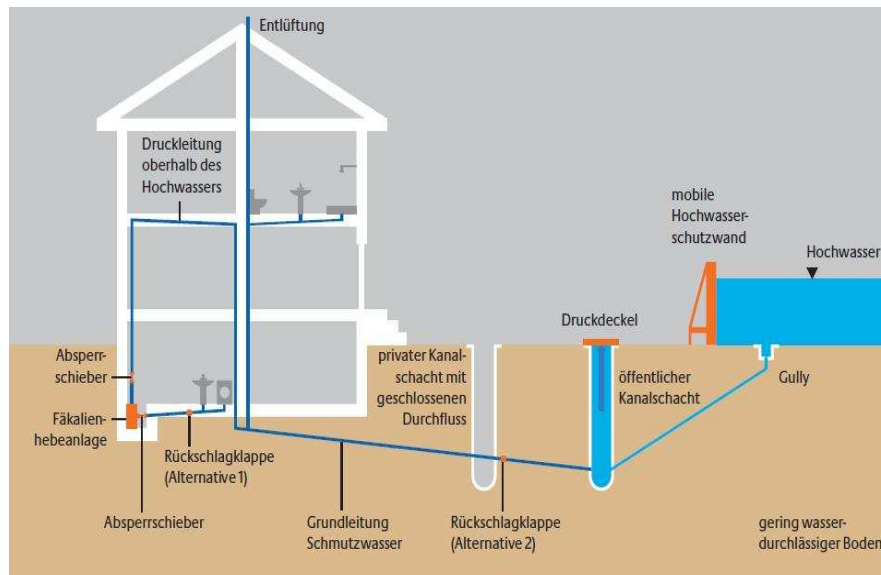 Entlüftung
Druckleitung
oberhalb des
Hochwassers
mobile
Hochwasser-
schutzwand
Hochwasser
Druckdeckel
Absperr-
schieber
privater Kanal-
schacht mit
geschlossenen
Durchfluss
öffentlicher
Kanalschacht
Gully
Fäkalien-
hebeanlage
Rückschlagklappe
(Alternative 1)
Absperrschieber
Grundleitung
Schmutzwasser
Rückschlagklappe
(Alternative 2)
gering wasser-
durchlässiger Boden